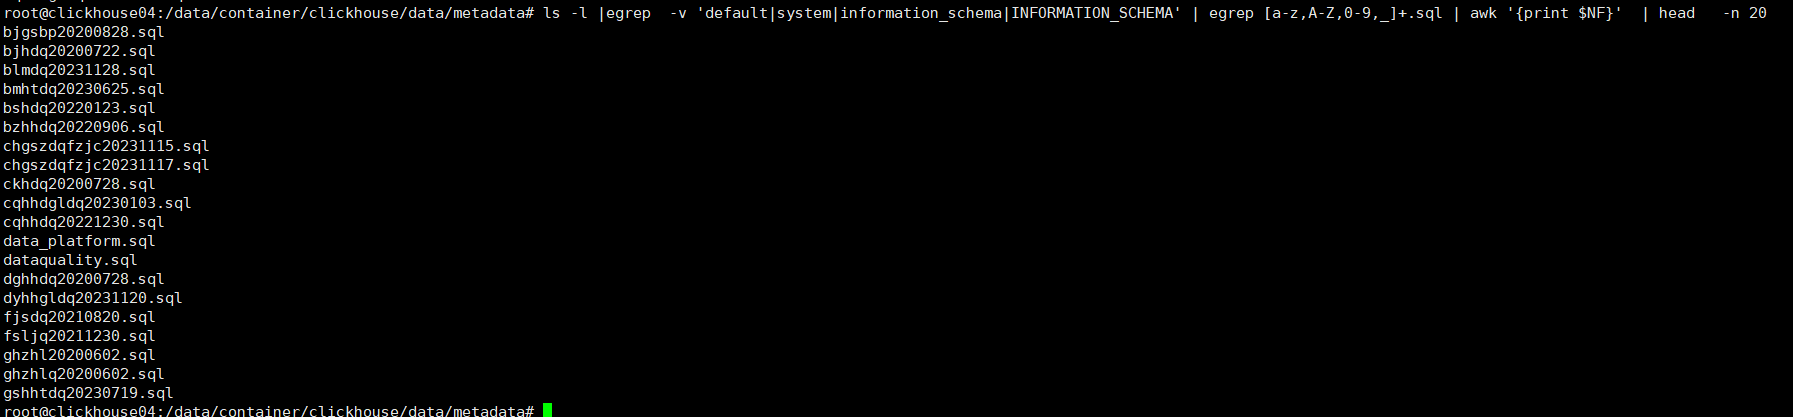 root@clickhouse04:/data/container/clickhouse/data/metadata# ls -l |egrep  -v 'default|system|information_schema|INFORMATION_SCHEMA' | egrep [a-z,A-Z,0-9,_]+.sql | awk '{print $NF}'  | head   -n 20
bjgsbp20200828.sql
bjhdq20200722.sql
blmdq20231128.sql
bmhtdq20230625.sql
bshdq20220123.sql
bzhhdq20220906.sql
chgszdqfzjc20231115.sql
chgszdqfzjc20231117.sql
ckhdq20200728.sql
cqhhdgldq20230103.sql
cqhhdq20221230.sql
data_platform.sql
dataquality.sql
dghhdq20200728.sql
dyhhgldq20231120.sql
fjsdq20210820.sql
fsljq20211230.sql
ghzhl20200602.sql
ghzhlq20200602.sql
gshhtdq20230719.sql
root@clickhouse04:/data/container/clickhouse/data/metadata#